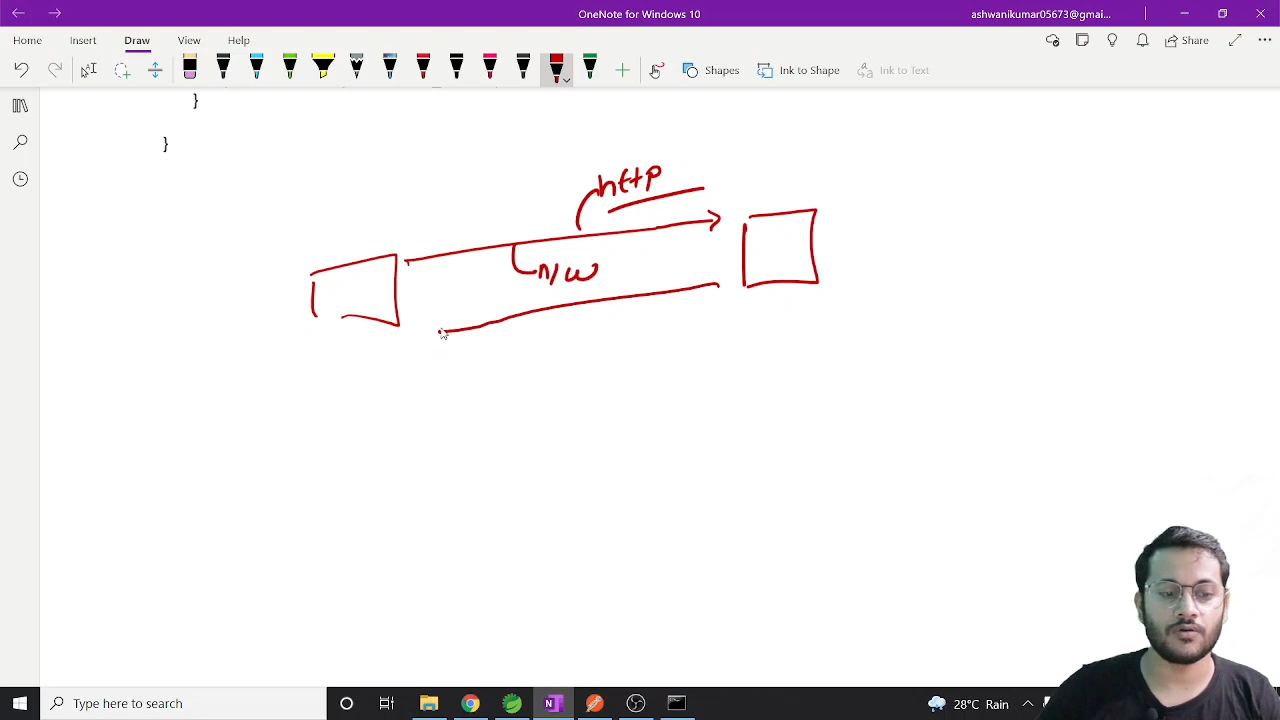 OneNote for Windows 10
ashwanikumar05673@gmai...
Home Insert Draw View Help
Share
Shapes Ink to Shape Ink to Text
}
}
http
n/w
Type here to search
28°C Rain